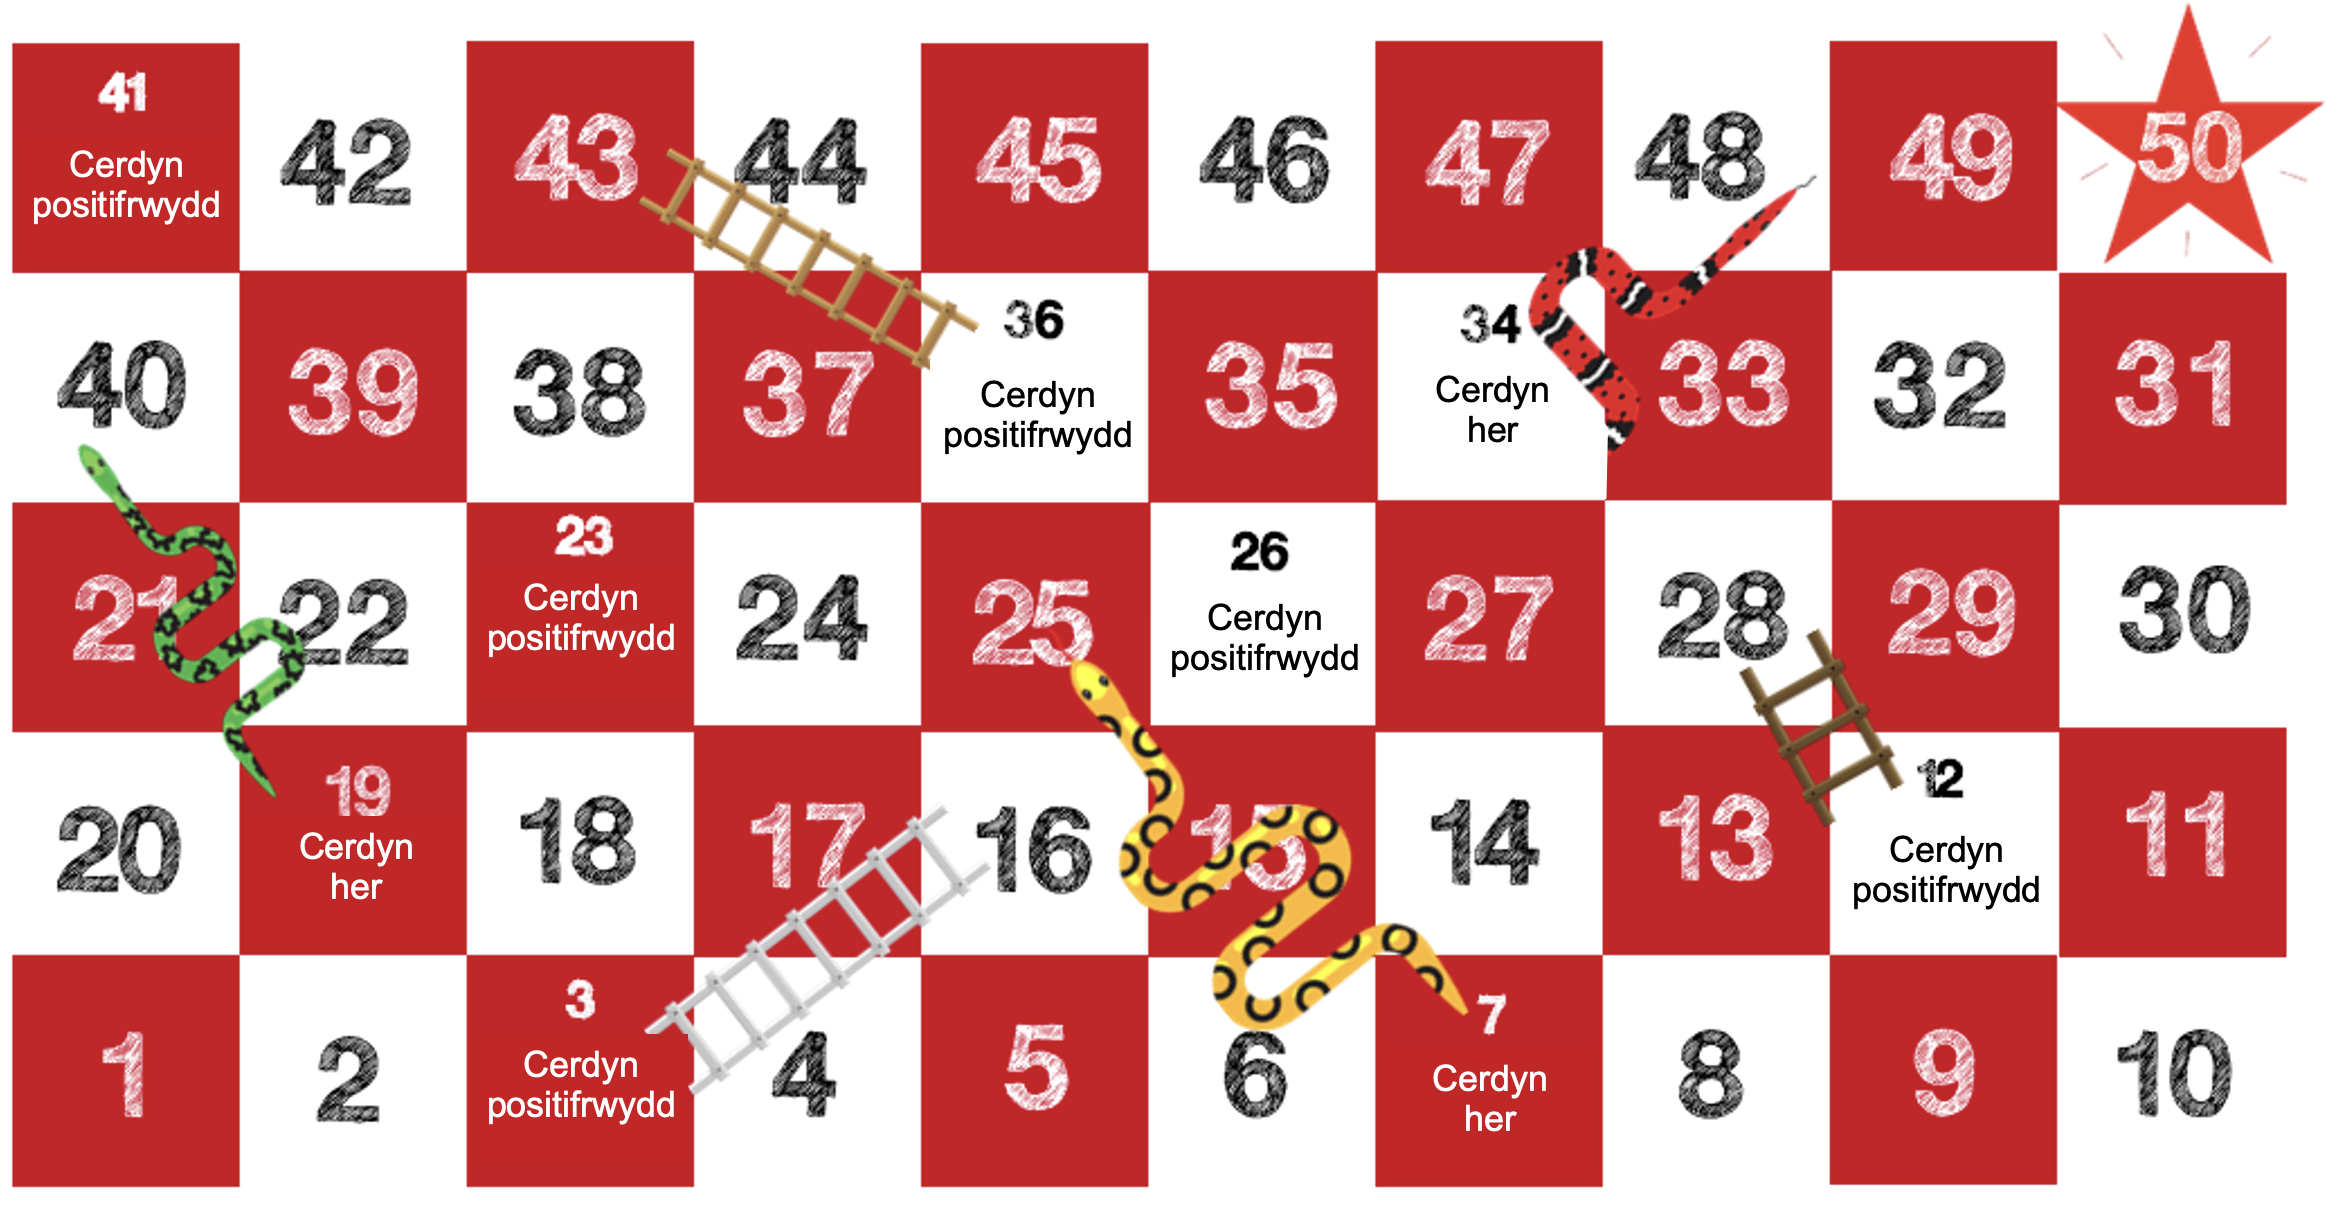 41
Cerdyn
positifrwydd
42
43
44
45
46
47
48
49
50
40
39
38
37
36
Cerdyn
positifrwydd
35
34
Cerdyn
her
33
32
31
21
22
23
Cerdyn
positifrwydd
24
25
26
Cerdyn
positifrwydd
27
28
29
30
20
19
Cerdyn
her
18
17
16
15
14
13
12
Cerdyn
positifrwydd
11
1
2
3
Cerdyn
positifrwydd
4
5
6
7
Cerdyn
her
8
9
10